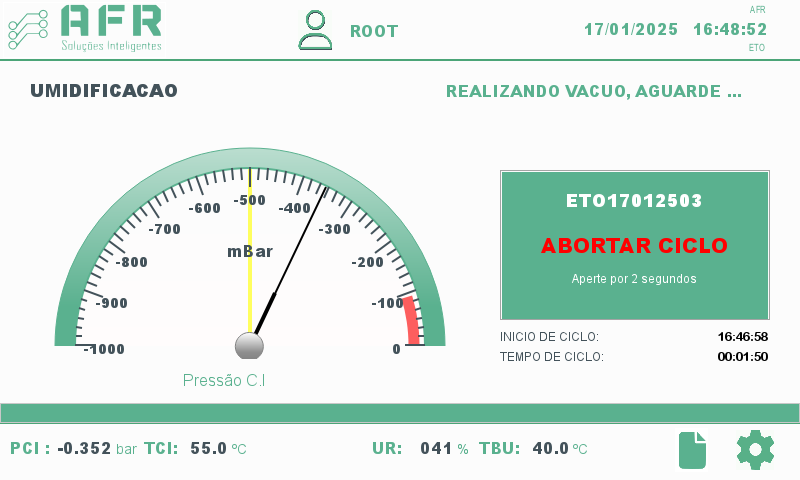 AFR
Soluções Inteligentes
ROOT
AFR
17/01/2025 16:48:52
ETO
UMIDIFICACAO
REALIZANDO VACUO, AGUARDE ...
-1000
-900
-800
-700
-600
-500
-400
-300
-200
-100
0
mBar
Pressão C.I
ETO17012503
ABORTAR CICLO
Aperte por 2 segundos
INICIO DE CICLO: 16:46:58
TEMPO DE CICLO: 00:01:50
PCI : -0.352 bar TCI: 55.0 ºC UR: 041 % TBU: 40.0 ºC